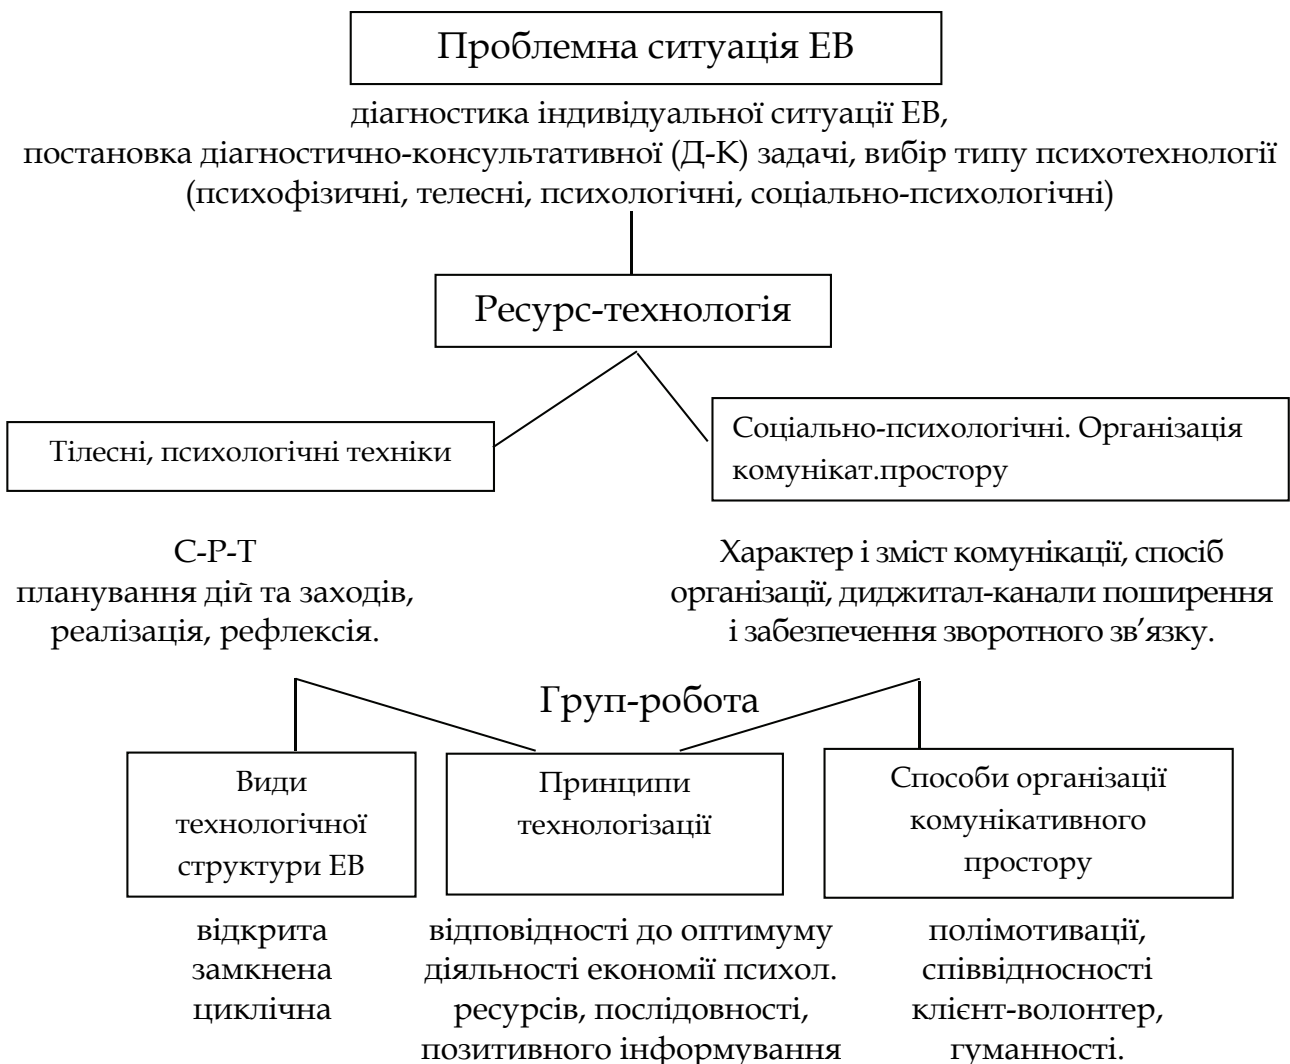 Проблемна ситуація ЕВ
діагностика індивідуальної ситуації ЕВ,
постановка діагностично-консультативної (Д-К) задачі, вибір типу психотехнології
(психофізичні, телесні, психологічні, соціально-психологічні)
Ресурс-технологія
Тілесні, психологічні техніки
Соціально-психологічні. Організація
комунікат.простору
С-Р-Т
планування дій та заходів,
реалізація, рефлексія.
Характер і зміст комунікації, спосіб
організації, диджитал-канали поширення
і забезпечення зворотного зв’язку.
Груп-робота
Види
технологічної
структури ЕВ
Принципи
технологізації
Способи організації
комунікативного
простору
відкрита
замкнена
циклічна
відповідності до оптимуму
діяльності економії психол.
ресурсів, послідовності,
позитивного інформування
полімотивації,
співвідносності
клієнт-волонтер,
гуманності.